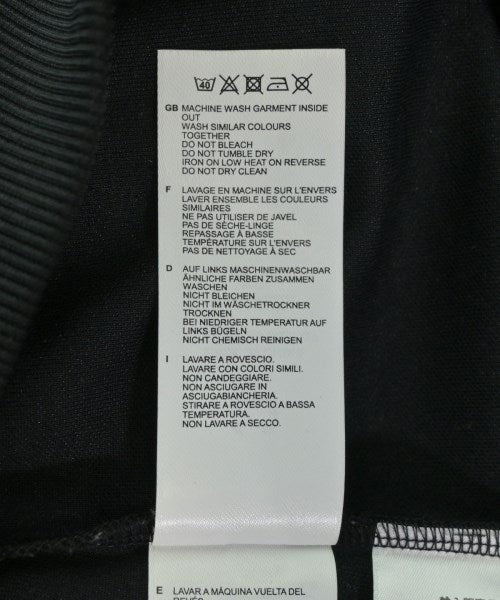 40
GB MACHINE WASH GARMENT INSIDE
OUT
WASH SIMILAR COLOURS
TOGETHER
DO NOT BLEACH
DO NOT TUMBLE DRY
IRON ON LOW HEAT ON REVERSE
DO NOT DRY CLEAN
F LAVAGE EN MACHINE SUR L'ENVERS
LAVER ENSEMBLE LES COULEURS
SIMILAIRES
NE PAS UTILISER DE JAVEL
PAS DE SÈCHE-LINGE
REPASSAGE À BASSE
TEMPÉRATURE SUR L'ENVERS
PAS DE NETTOYAGE À SEC
D AUF LINKS MASCHINENWASCHBAR
ÄHNLICHE FARBEN ZUSAMMEN
WASCHEN
NICHT BLEICHEN
NICHT IM WÄSCHETROCKNER
TROCKNEN
BEI NIEDRIGER TEMPERATUR AUF
LINKS BÜGELN
NICHT CHEMISCH REINIGEN
I LAVARE A ROVESCIO.
LAVARE CON COLORI SIMILI.
NON CANDEGGIARE.
NON ASCIUGARE IN
ASCIUGABIANCHERIA.
STIRARE A ROVESCIO A BASSA
TEMPERATURA.
NON LAVARE A SECCO.
E LAVAR A MÁQUINA VUELTA DEL
REVÉS